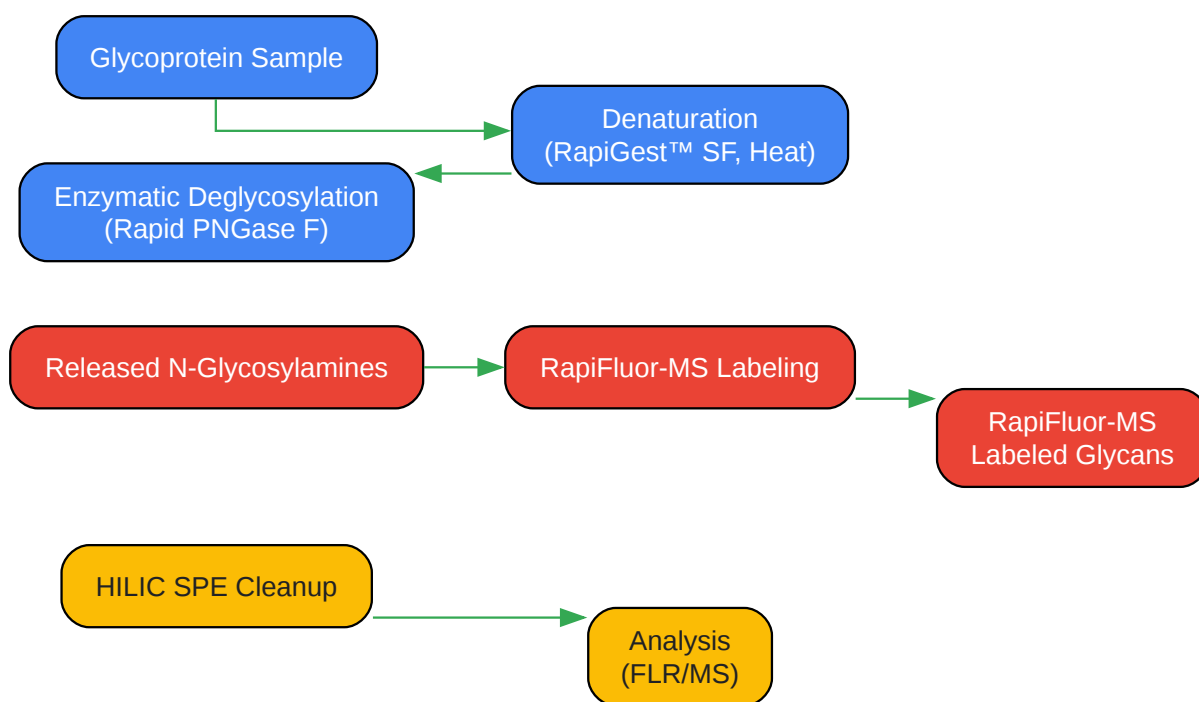 Glycoprotein Sample
Denaturation
(RapiGest™ SF, Heat)
Enzymatic Deglycosylation
(Rapid PNGase F)
Released N-Glycosylamines
RapiFluor-MS Labeling
RapiFluor-MS
Labeled Glycans
HILIC SPE Cleanup
Analysis
(FLR/MS)